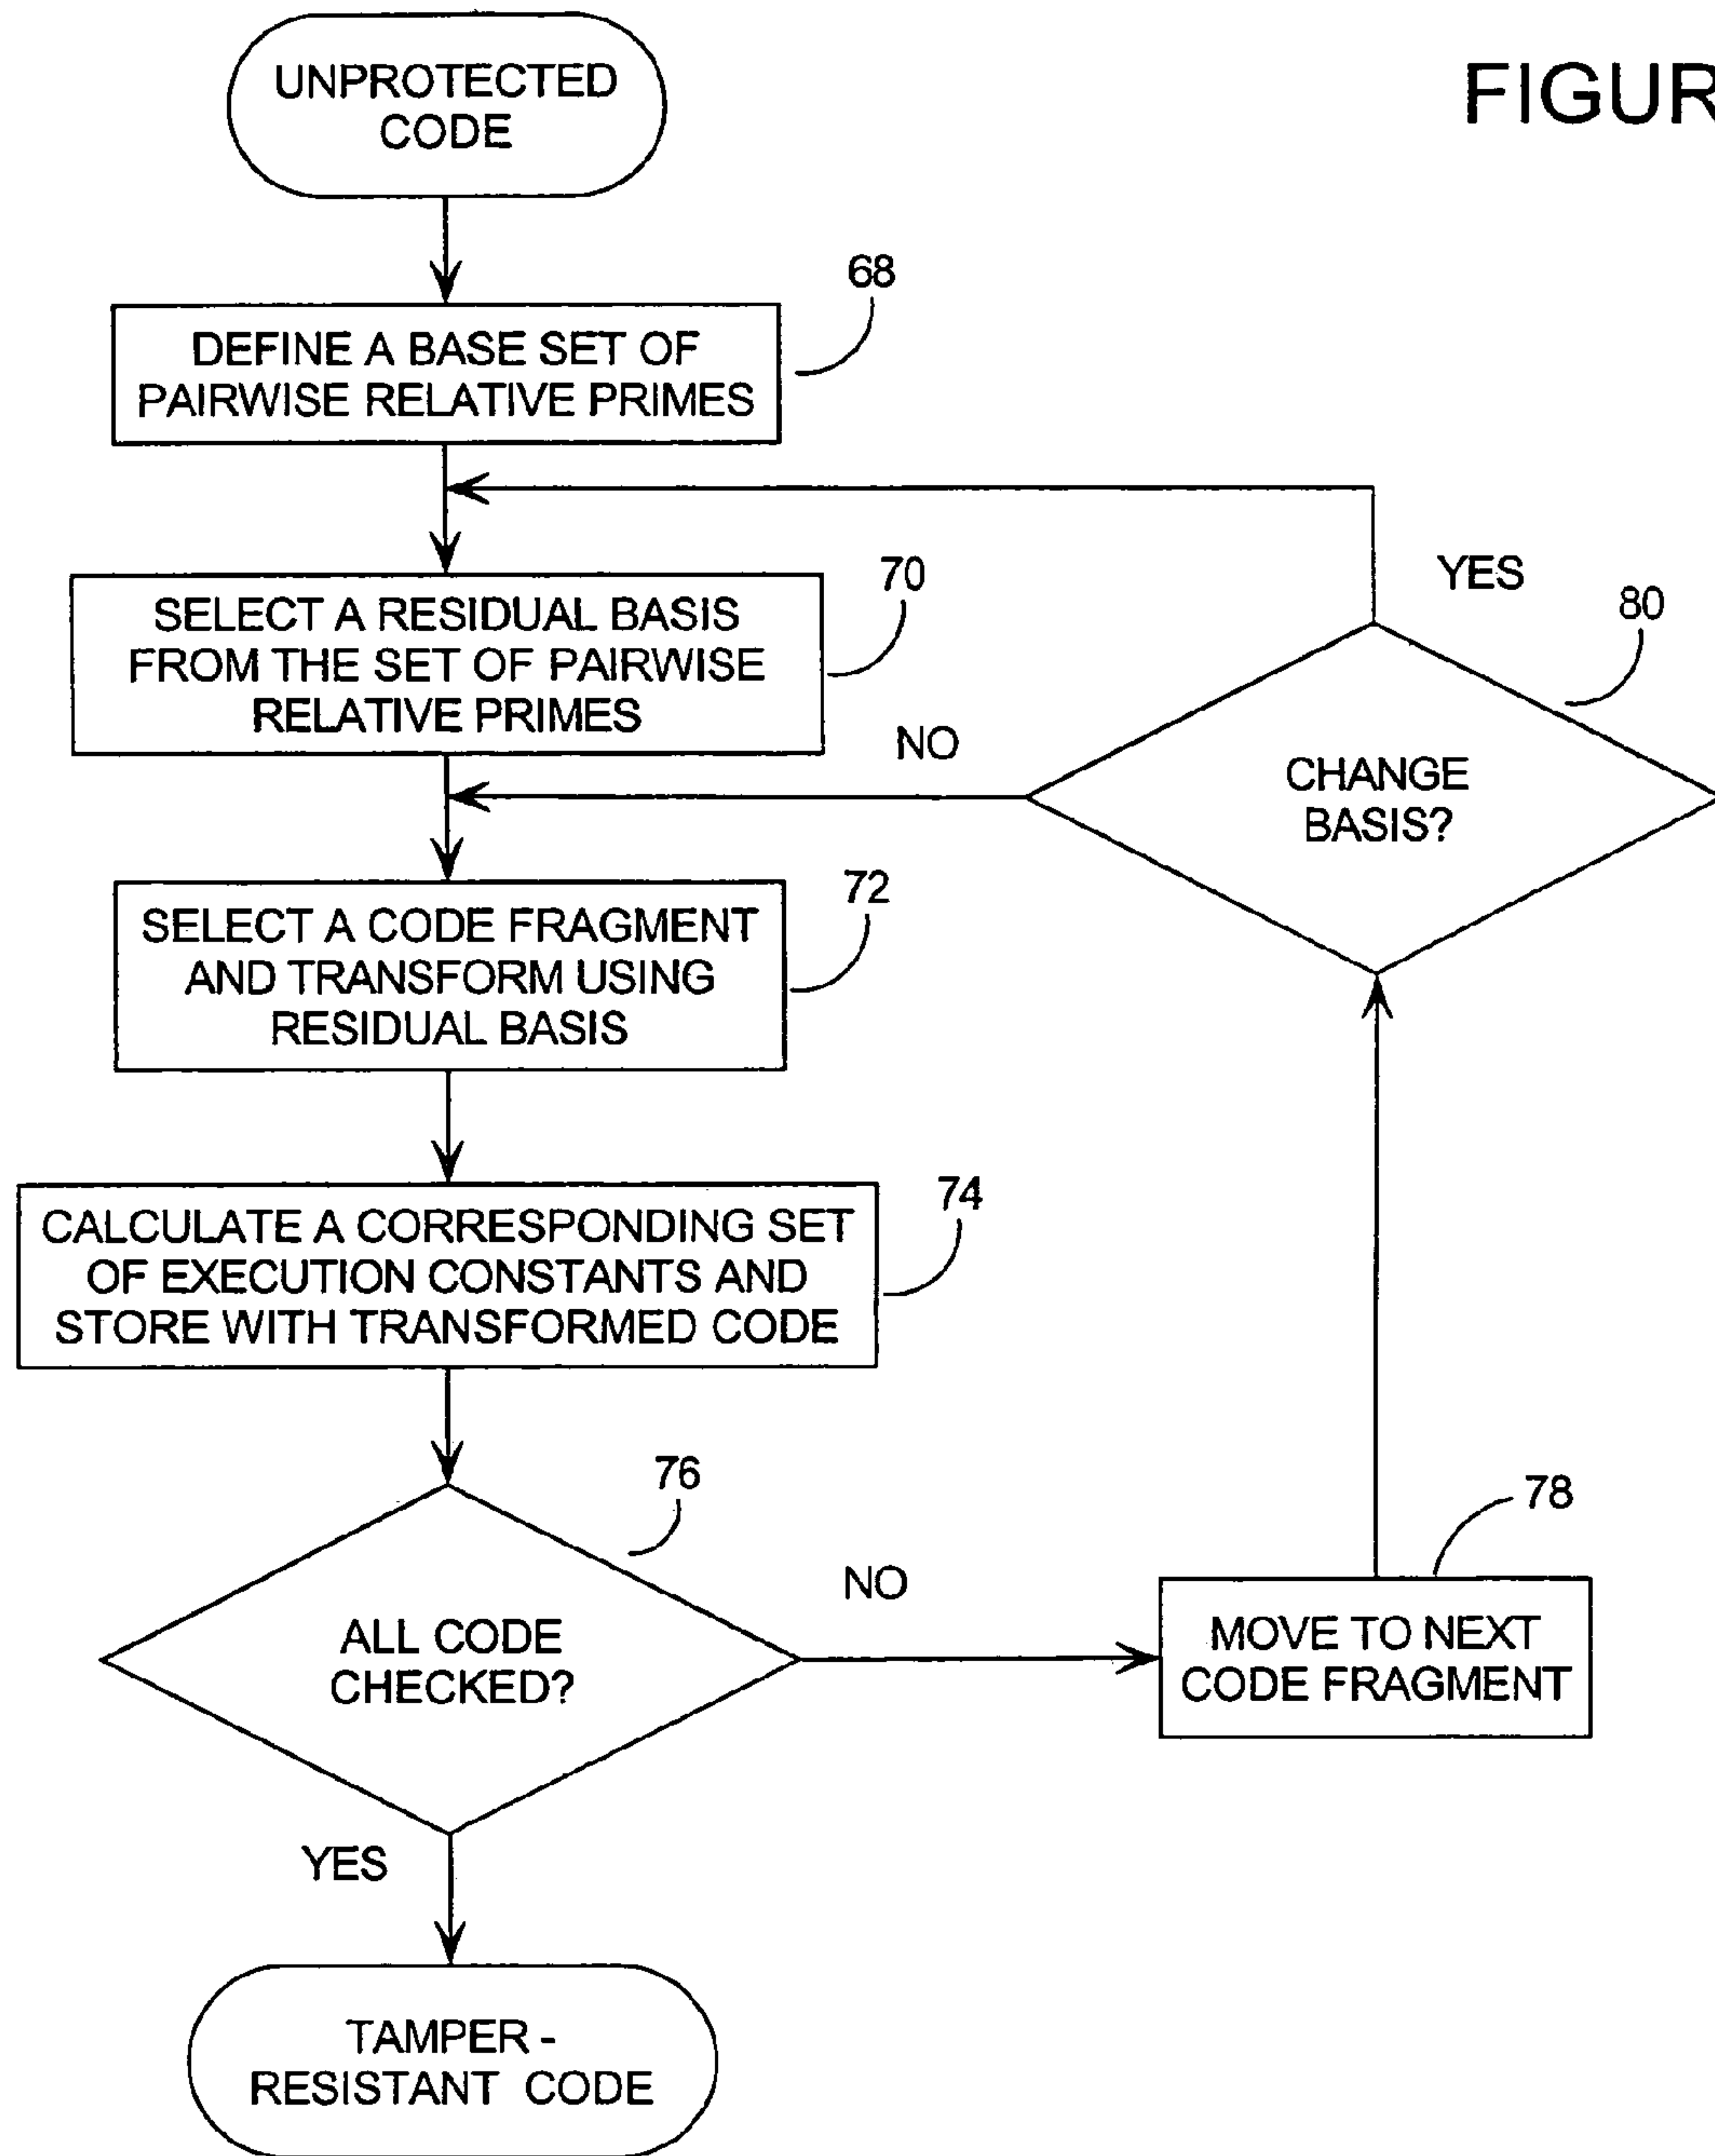 UNPROTECTED
CODE
FIGUR
68
DEFINE A BASE SET OF
PAIRWISE RELATIVE PRIMES
70
YES
80
SELECT A RESIDUAL BASIS
FROM THE SET OF PAIRWISE
RELATIVE PRIMES
NO
CHANGE
BASIS?
72
SELECT A CODE FRAGMENT
AND TRANSFORM USING
RESIDUAL BASIS
74
CALCULATE A CORRESPONDING SET
OF EXECUTION CONSTANTS AND
STORE WITH TRANSFORMED CODE
76
78
NO
ALL CODE
CHECKED?
MOVE TO NEXT
CODE FRAGMENT
YES
TAMPER -
RESISTANT CODE